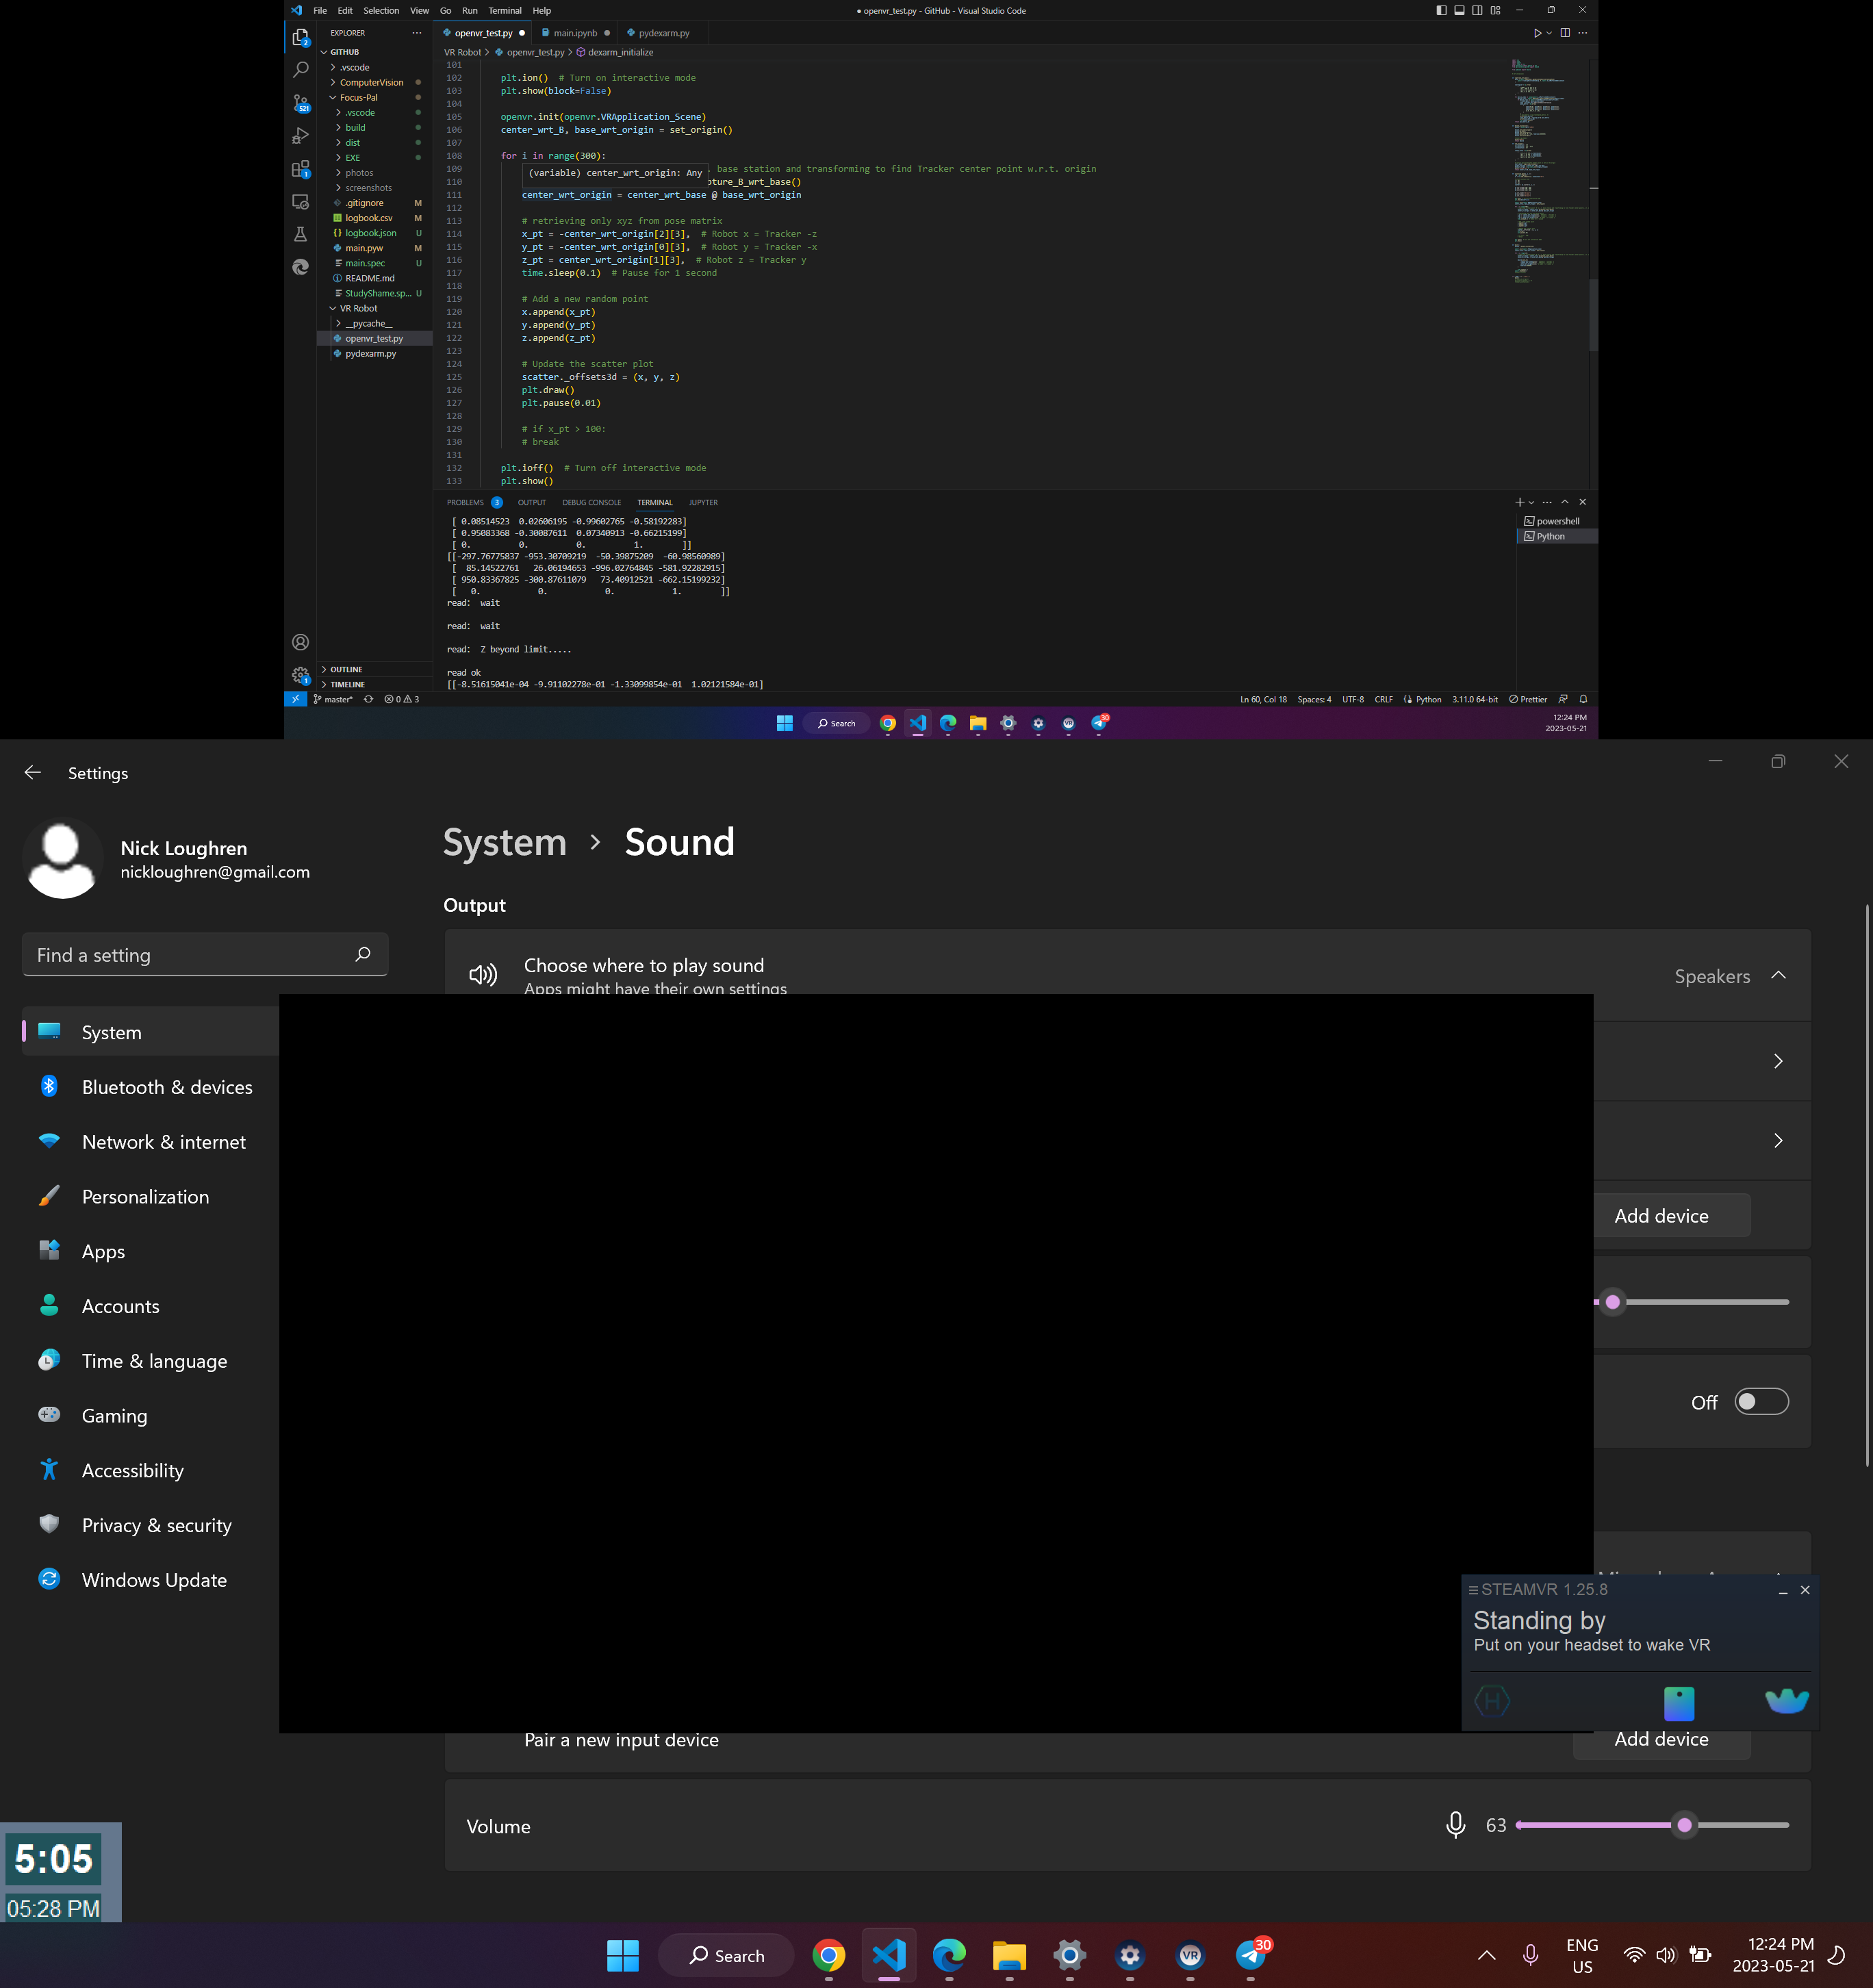 File Edit Selection View Go Run Terminal Help
● openvr_test.py - GitHub - Visual Studio Code
EXPLORER
GITHUB
.vscode
ComputerVision
Focus-Pal
.vscode
build
dist
EXE
photos
screenshots
.gitignore M
logbook.csv M
logbook.json U
main.pyw M
main.spec U
README.md
StudyShame.sp... U
VR Robot
__pycache__
openvr_test.py
pydexarm.py
OUTLINE
TIMELINE
openvr_test.py main.ipynb pydexarm.py
VR Robot > openvr_test.py > dexarm_initialize
101
102 plt.ion() # Turn on interactive mode
103 plt.show(block=False)
104
105 openvr.init(openvr.VRApplication_Scene)
106 center_wrt_B, base_wrt_origin = set_origin()
107
108 for i in range(300):
109 base station and transforming to find Tracker center point w.r.t. origin
(variable) center_wrt_origin: Any
110 pture_B_wrt_base()
111 center_wrt_origin = center_wrt_base @ base_wrt_origin
112
113 # retrieving only xyz from pose matrix
114 x_pt = -center_wrt_origin[2][3], # Robot x = Tracker -z
115 y_pt = -center_wrt_origin[0][3], # Robot y = Tracker -x
116 z_pt = center_wrt_origin[1][3], # Robot z = Tracker y
117 time.sleep(0.1) # Pause for 1 second
118
119 # Add a new random point
120 x.append(x_pt)
121 y.append(y_pt)
122 z.append(z_pt)
123
124 # Update the scatter plot
125 scatter._offsets3d = (x, y, z)
126 plt.draw()
127 plt.pause(0.01)
128
129 # if x_pt > 100:
130 # break
131
132 plt.ioff() # Turn off interactive mode
133 plt.show()
PROBLEMS 3 OUTPUT DEBUG CONSOLE TERMINAL JUPYTER
[ 0.08514523 0.02606195 -0.99602765 -0.58192283]
[ 0.95083368 -0.30087611 0.07340913 -0.66215199]
[ 0. 0. 0. 1. ]]
[[-297.76775837 -953.30709219 -50.39875209 -60.98560989]
[ 85.14522761 26.06194653 -996.02764845 -581.92282915]
[ 950.83367825 -300.87611079 73.40912521 -662.15199232]
[ 0. 0. 0. 1. ]]
read: wait
read: wait
read: Z beyond limit.....
read ok
[[-8.51615041e-04 -9.91102278e-01 -1.33099854e-01 1.02121584e-01]
powershell
Python
master* 0 3
Ln 60, Col 18 Spaces: 4 UTF-8 CRLF Python 3.11.0 64-bit Prettier
Search
30
12:24 PM
2023-05-21
Settings
Nick Loughren
nickloughren@gmail.com
Find a setting
System
Bluetooth & devices
Network & internet
Personalization
Apps
Accounts
Time & language
Gaming
Accessibility
Privacy & security
Windows Update
System > Sound
Output
Choose where to play sound
Apps might have their own settings
Speakers
Add device
Off
STEAMVR 1.25.8
Standing by
Put on your headset to wake VR
Pair a new input device
Add device
Volume
63
5:05
05:28 PM
Search
VR
30
ENG
US
12:24 PM
2023-05-21